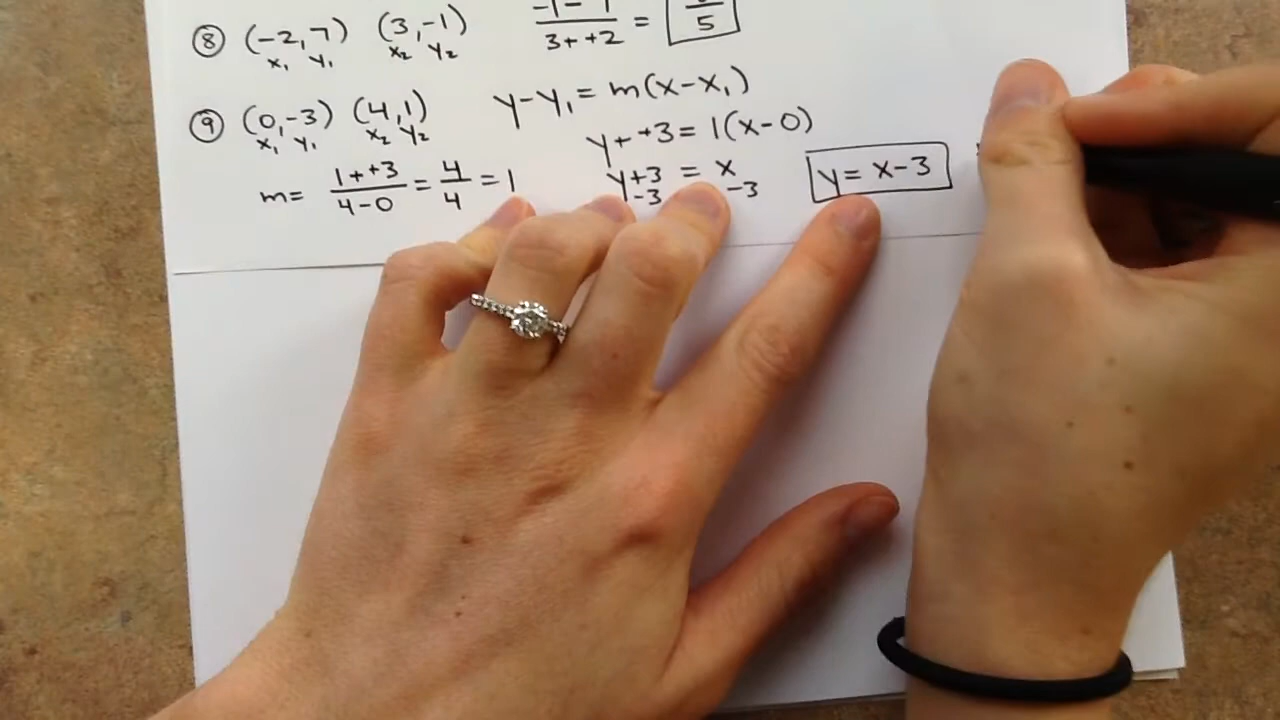 ⑧ (-2,7) (3,-1) 3++2 = 5
x₁ y₁ x₂ y₂
⑨ (0,-3) (4,1) y-y₁ = m(x-x₁)
x₁ y₁ x₂ y₂ y++3 = 1(x-0)
m= 1++3/4-0 = 4/4 = 1 y+3 = x y= x-3
-3 -3